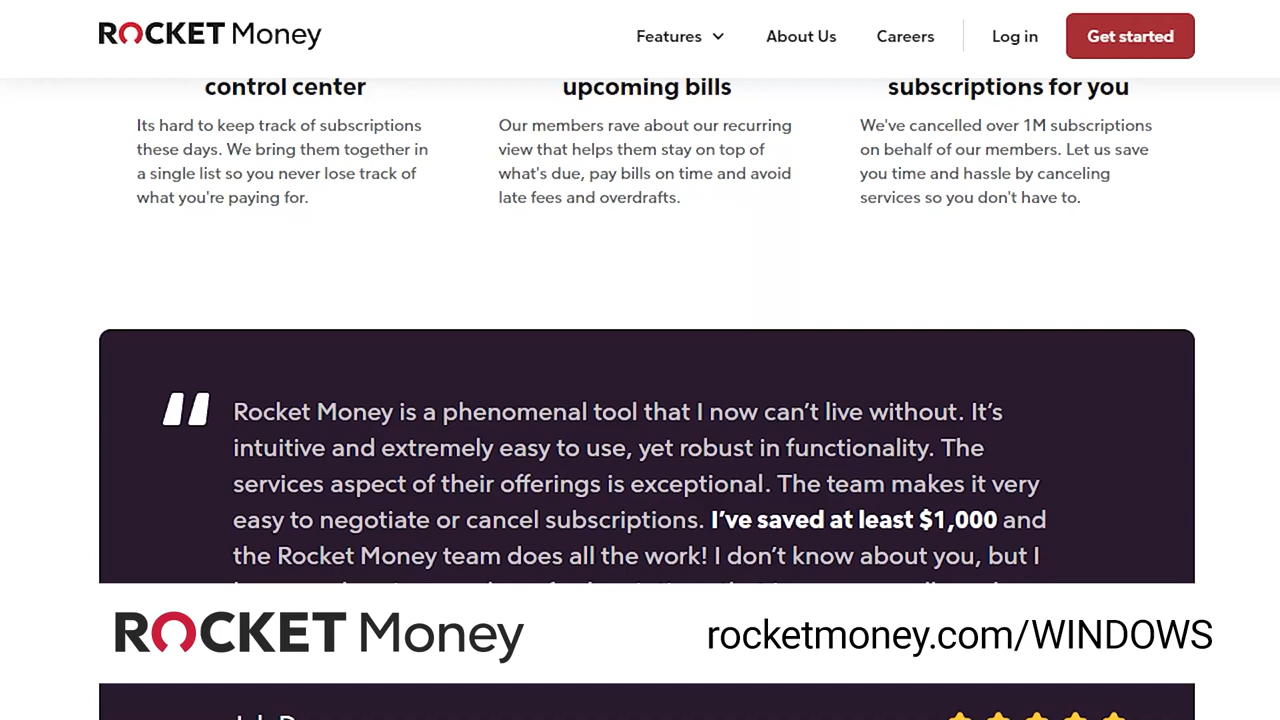 ROCKET Money
Features
About Us
Careers
Log in
Get started
control center
Its hard to keep track of subscriptions
these days. We bring them together in
a single list so you never lose track of
what you're paying for.
upcoming bills
Our members rave about our recurring
view that helps them stay on top of
what's due, pay bills on time and avoid
late fees and overdrafts.
subscriptions for you
We've cancelled over 1M subscriptions
on behalf of our members. Let us save
you time and hassle by canceling
services so you don't have to.
"
Rocket Money is a phenomenal tool that I now can’t live without. It’s
intuitive and extremely easy to use, yet robust in functionality. The
services aspect of their offerings is exceptional. The team makes it very
easy to negotiate or cancel subscriptions. I’ve saved at least $1,000 and
the Rocket Money team does all the work! I don’t know about you, but I
ROCKET Money
rocketmoney.com/WINDOWS